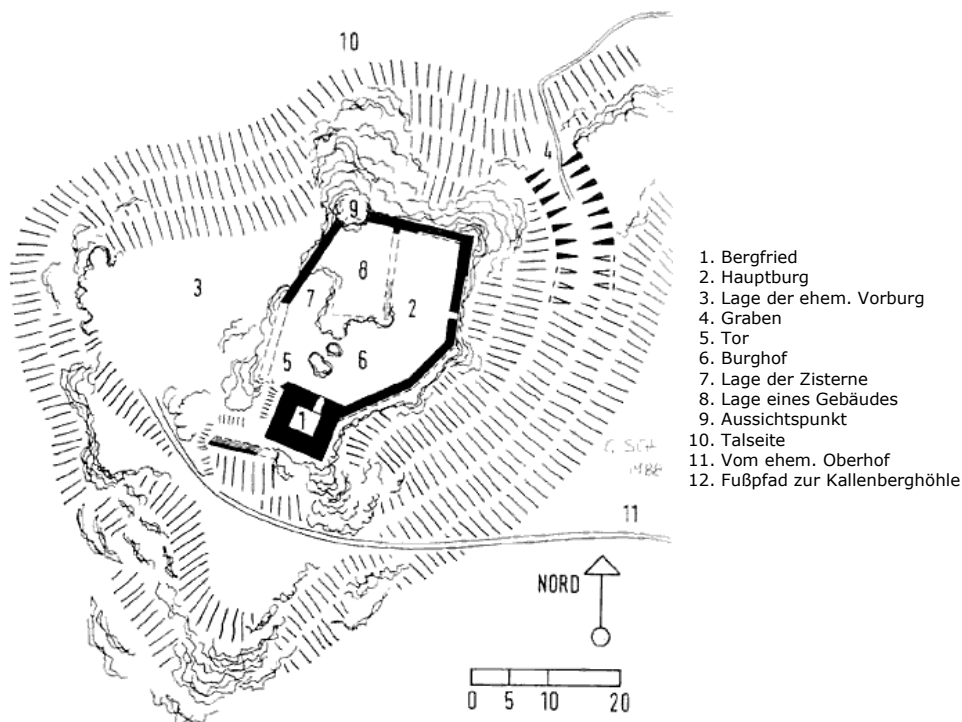 10
4
9
8
3
7
2
5
6
1
1988
11
NORD
0 5 10 20
1. Bergfried
2. Hauptburg
3. Lage der ehem. Vorburg
4. Graben
5. Tor
6. Burghof
7. Lage der Zisterne
8. Lage eines Gebäudes
9. Aussichtspunkt
10. Talseite
11. Vom ehem. Oberhof
12. Fußpfad zur Kallenberghöhle